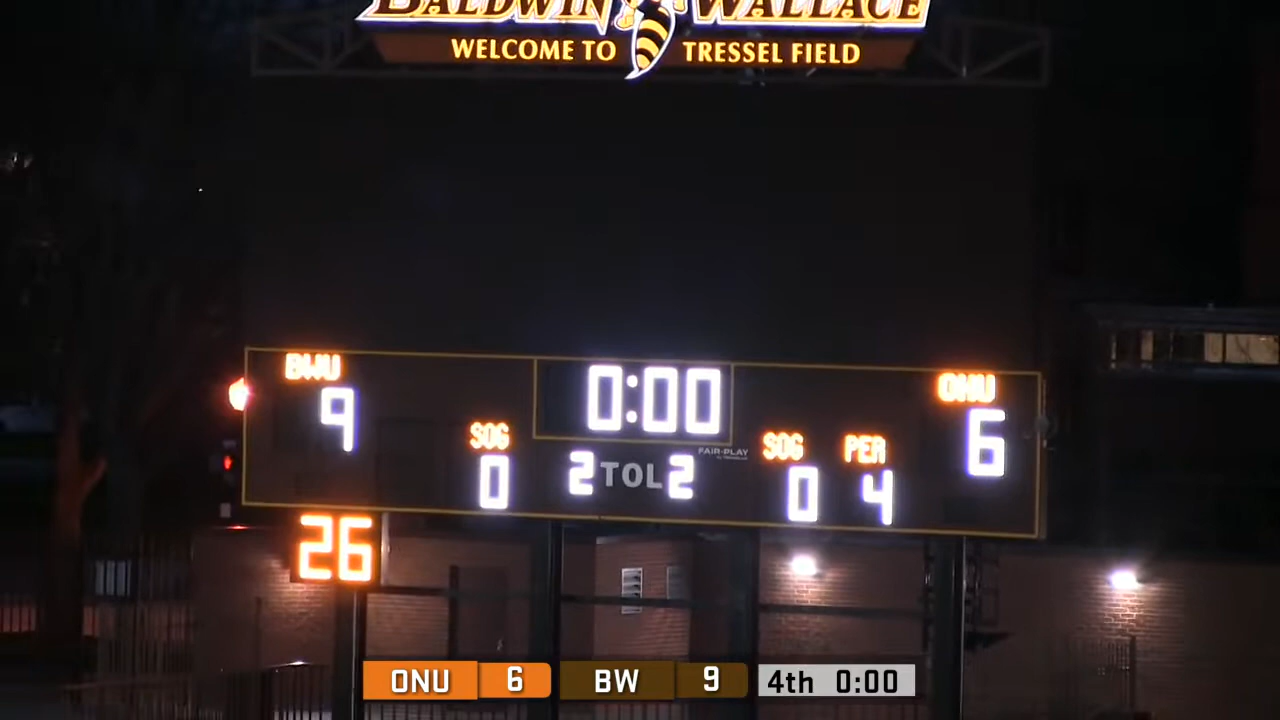 BALDWIN WALLACE
WELCOME TO TRESSEL FIELD
BWU 0:00 ONU
9 6
SOG SOG PER
0 2 TOL 2 0 4
FAIR-PLAY
26
ONU 6 BW 9 4th 0:00